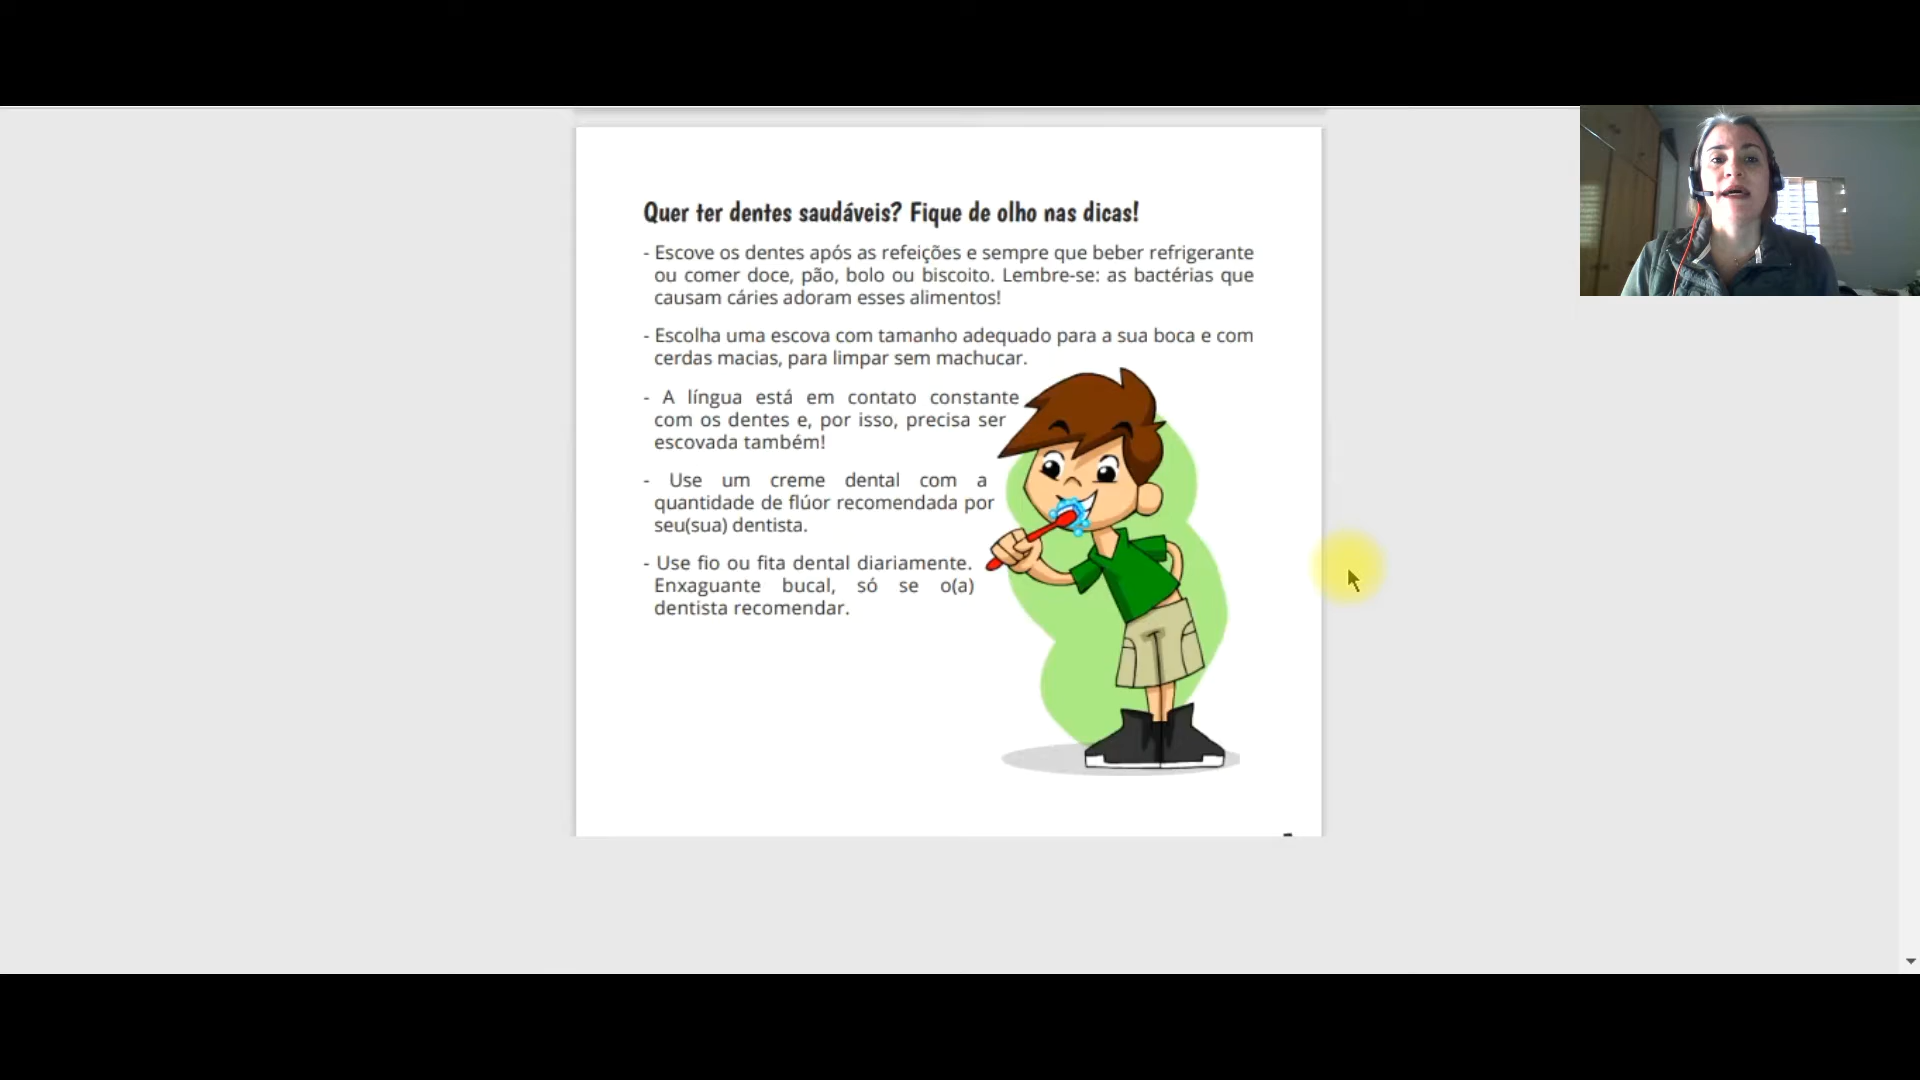 Quer ter dentes saudáveis? Fique de olho nas dicas!
- Escove os dentes após as refeições e sempre que beber refrigerante
ou comer doce, pão, bolo ou biscoito. Lembre-se: as bactérias que
causam cáries adoram esses alimentos!
- Escolha uma escova com tamanho adequado para a sua boca e com
cerdas macias, para limpar sem machucar.
- A língua está em contato constante
com os dentes e, por isso, precisa ser
escovada também!
- Use um creme dental com a
quantidade de flúor recomendada por
seu(sua) dentista.
- Use fio ou fita dental diariamente.
Enxaguante bucal, só se o(a)
dentista recomendar.